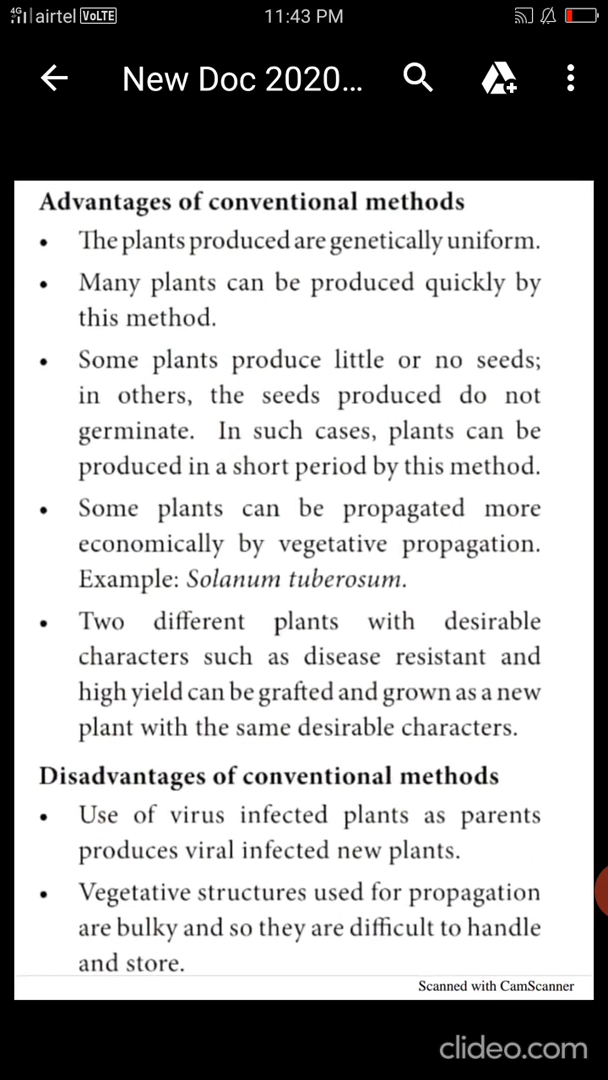 4G airtel VoLTE 11:43 PM
New Doc 2020...
Advantages of conventional methods
• The plants produced are genetically uniform.
• Many plants can be produced quickly by
this method.
• Some plants produce little or no seeds;
in others, the seeds produced do not
germinate. In such cases, plants can be
produced in a short period by this method.
• Some plants can be propagated more
economically by vegetative propagation.
Example: Solanum tuberosum.
• Two different plants with desirable
characters such as disease resistant and
high yield can be grafted and grown as a new
plant with the same desirable characters.
Disadvantages of conventional methods
• Use of virus infected plants as parents
produces viral infected new plants.
• Vegetative structures used for propagation
are bulky and so they are difficult to handle
and store.
Scanned with CamScanner
clideo.com